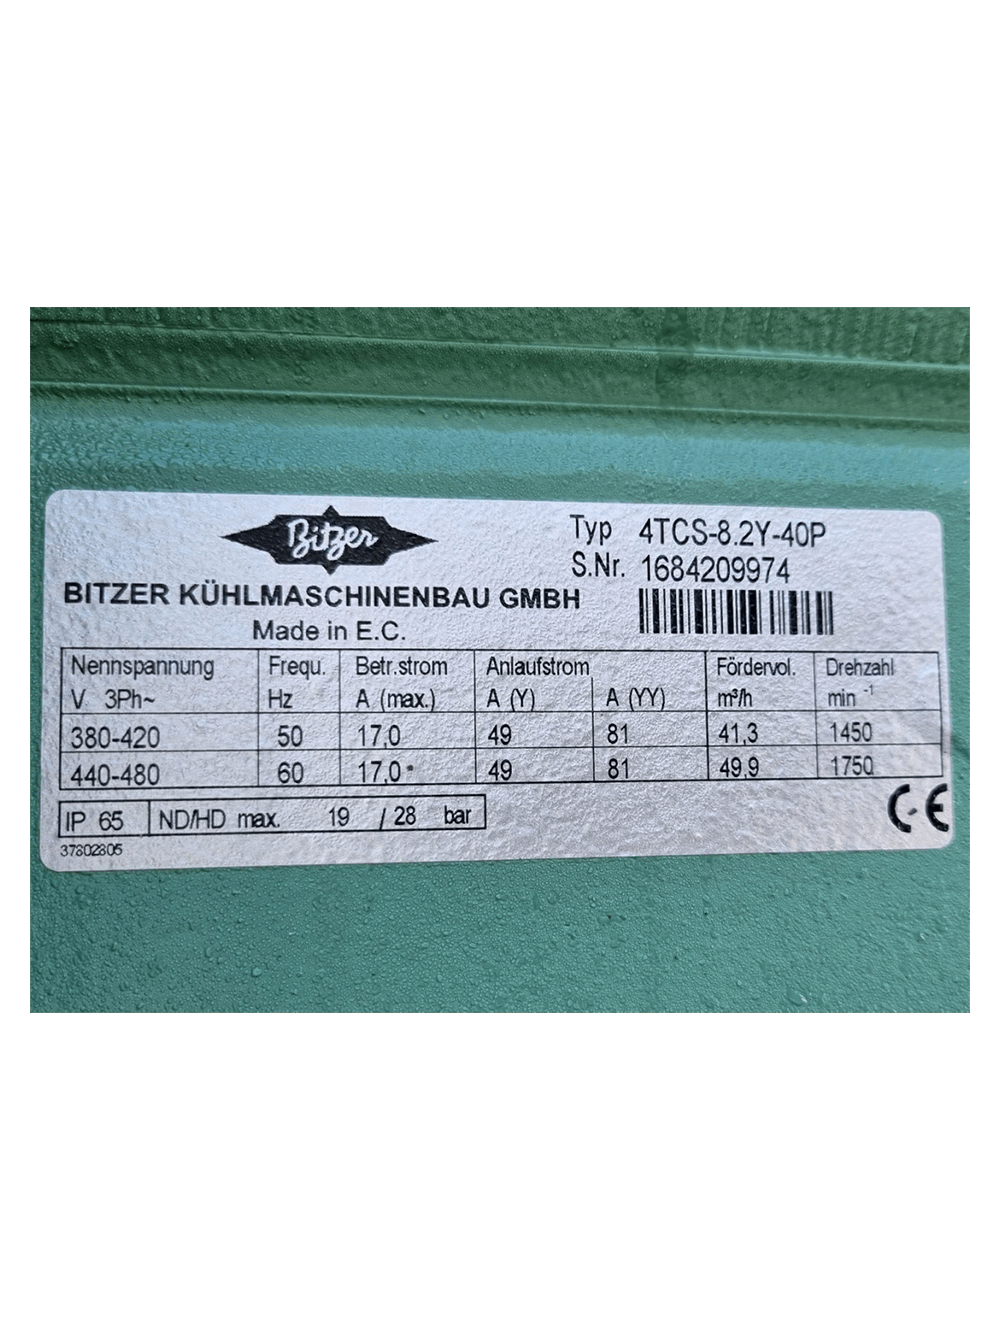 Bitzer
BITZER KÜHLMASCHINENBAU GMBH
Made in E.C.
Typ 4TCS-8.2Y-40P
S.Nr. 1684209974
Nennspannung Frequ. Betr.strom Anlaufstrom Fördervol. Drehzahl
V 3Ph~ Hz A (max.) A (Y) A (YY) m³/h min -1
380-420 50 17,0 49 81 41,3 1450
440-480 60 17,0 49 81 49,9 1750
IP 65 ND/HD max. 19 / 28 bar
CE
37802805